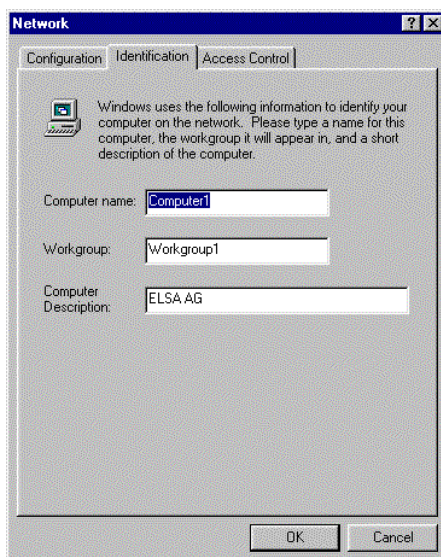 Network
Configuration Identification Access Control
Windows uses the following information to identify your
computer on the network. Please type a name for this
computer, the workgroup it will appear in, and a short
description of the computer.
Computer name: Computer1
Workgroup: Workgroup1
Computer
Description: ELSA AG
OK Cancel